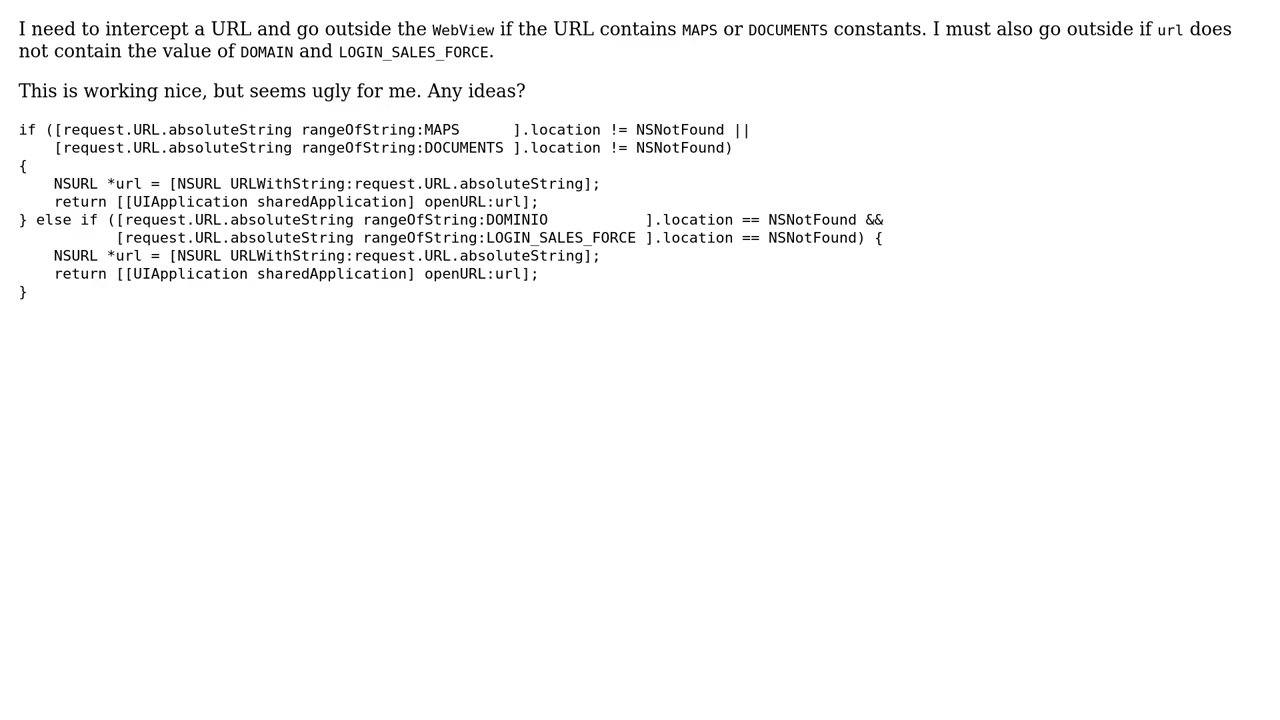 I need to intercept a URL and go outside the WebView if the URL contains MAPS or DOCUMENTS constants. I must also go outside if url does
not contain the value of DOMAIN and LOGIN_SALES_FORCE.
This is working nice, but seems ugly for me. Any ideas?
if ([request.URL.absoluteString rangeOfString:MAPS      ].location != NSNotFound ||
    [request.URL.absoluteString rangeOfString:DOCUMENTS ].location != NSNotFound)
{
    NSURL *url = [NSURL URLWithString:request.URL.absoluteString];
    return [[UIApplication sharedApplication] openURL:url];
} else if ([request.URL.absoluteString rangeOfString:DOMINIO           ].location == NSNotFound &&
           [request.URL.absoluteString rangeOfString:LOGIN_SALES_FORCE ].location == NSNotFound) {
    NSURL *url = [NSURL URLWithString:request.URL.absoluteString];
    return [[UIApplication sharedApplication] openURL:url];
}